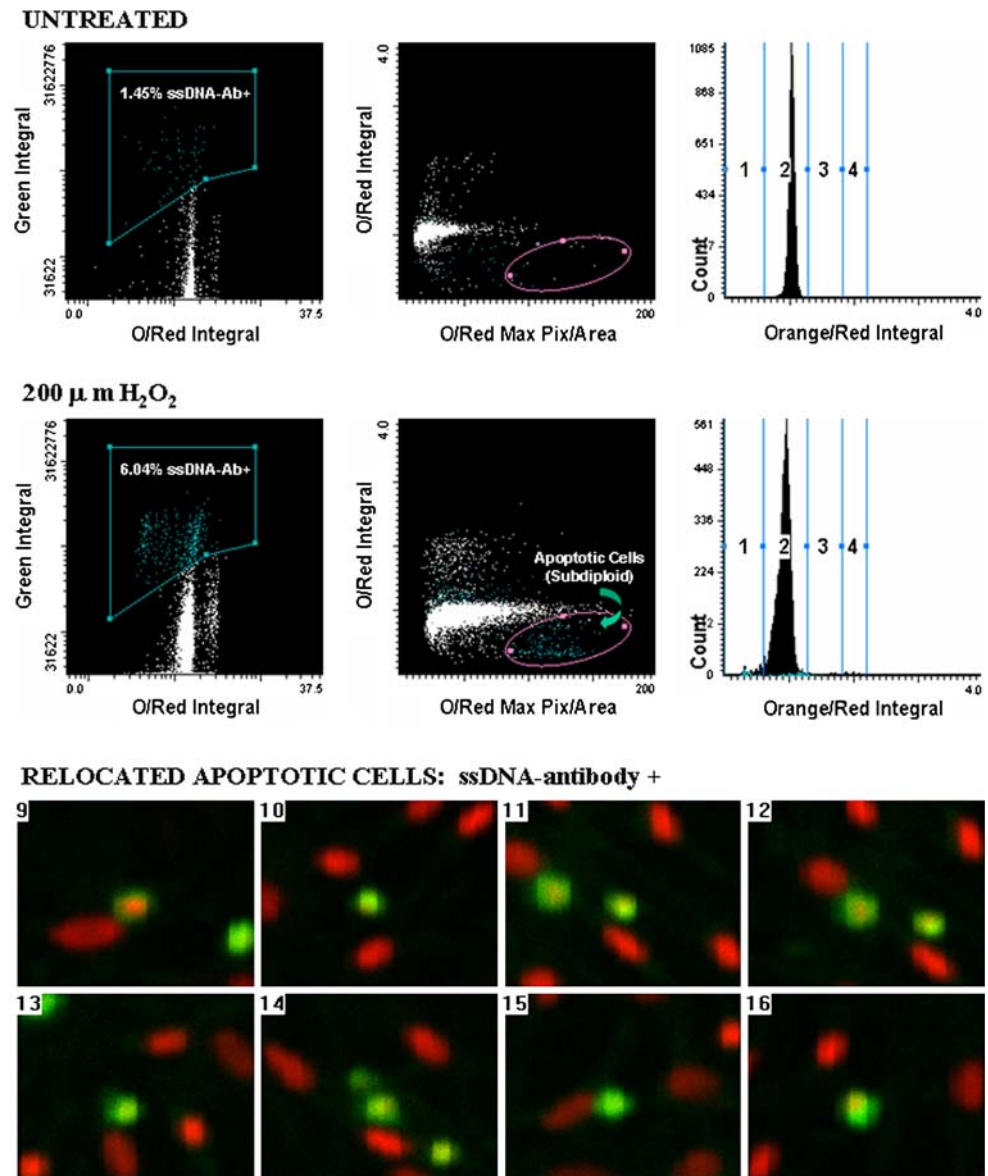 UNTREATED
Green Integral
31622776
31622
1.45% ssDNA-Ab+
0.0
37.5
O/Red Integral
O/Red Integral
4.0
200
O/Red Max Pix/Area
Count
1085
868
651
434
0
1
2
3
4
4.0
Orange/Red Integral
200 µ m H₂O₂
Green Integral
31622776
31622
6.04% ssDNA-Ab+
0.0
37.5
O/Red Integral
O/Red Integral
4.0
Apoptotic Cells
(Subdiploid)
200
O/Red Max Pix/Area
Count
561
448
336
224
0
1
2
3
4
4.0
Orange/Red Integral
RELOCATED APOPTOTIC CELLS: ssDNA-antibody +
9
10
11
12
13
14
15
16